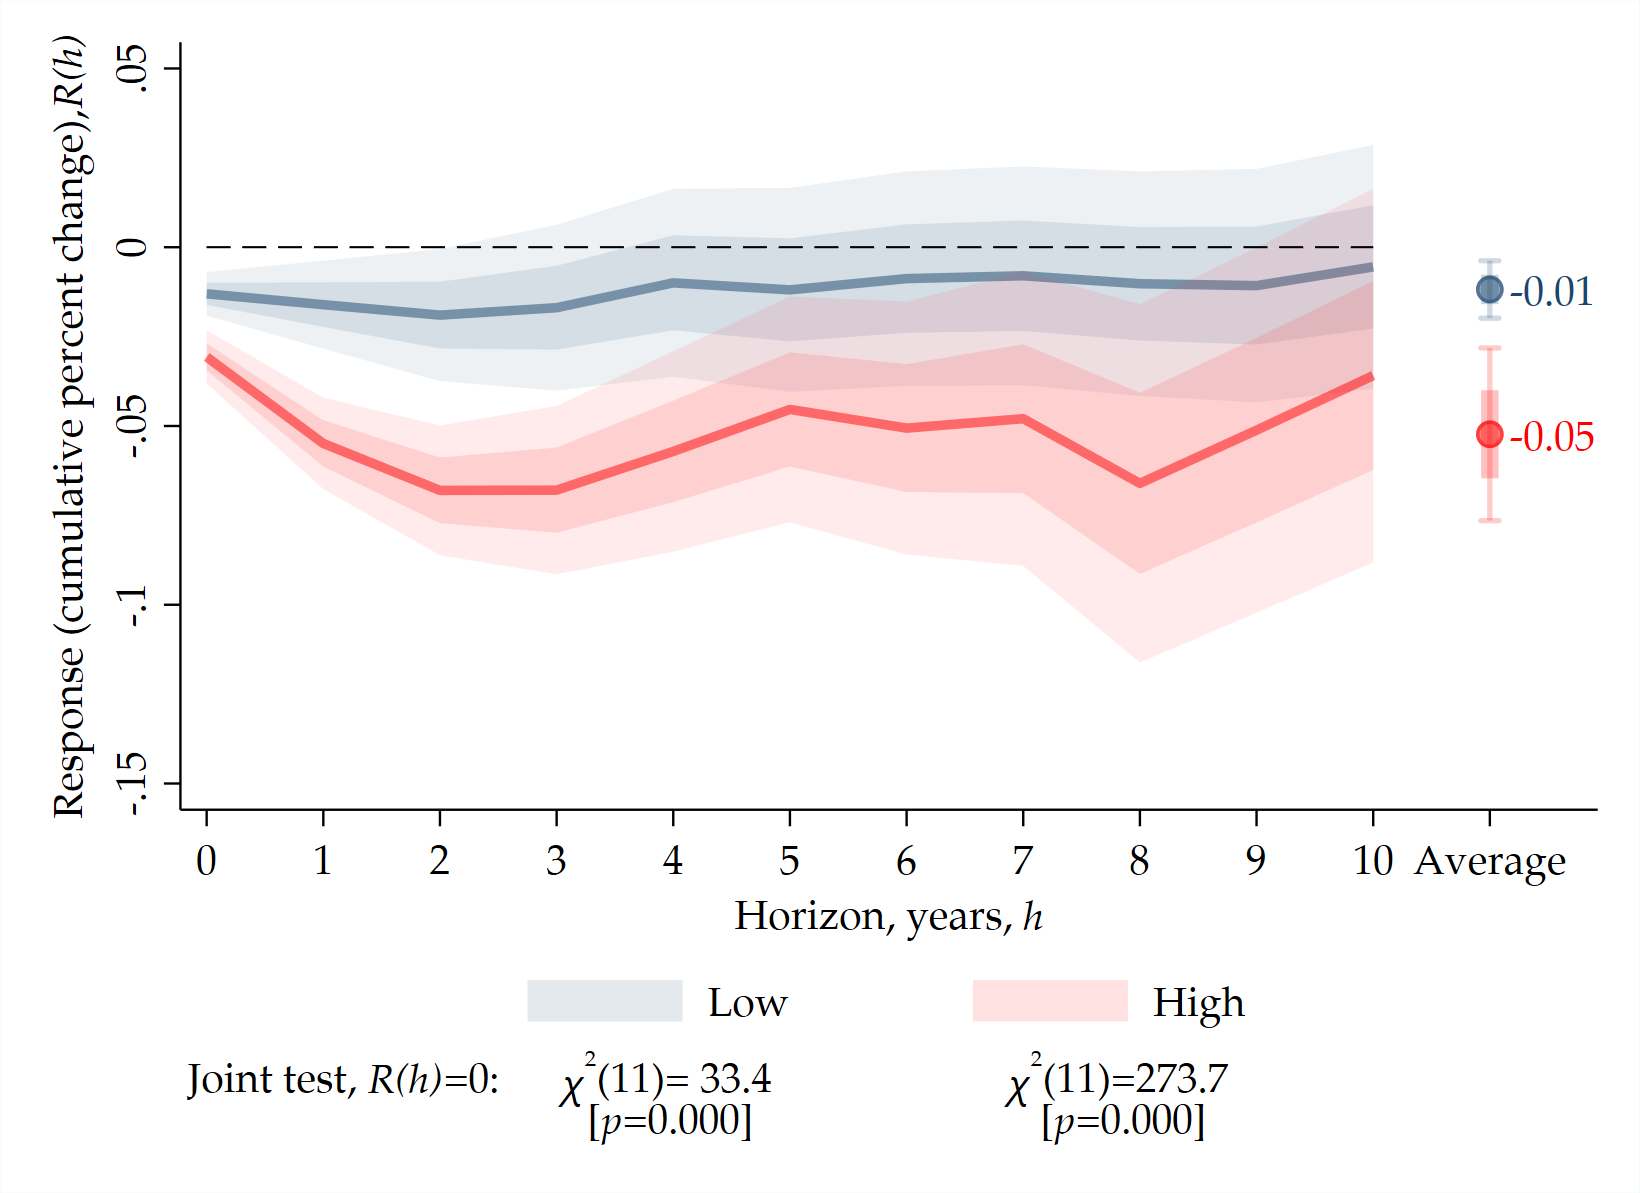 Response (cumulative percent change),R(h)
.05
0
-.05
-.1
-.15
-0.01
-0.05
0 1 2 3 4 5 6 7 8 9 10 Average
Horizon, years, h
Low High
Joint test, R(h)=0: χ²(11)= 33.4 χ²(11)=273.7
[p=0.000] [p=0.000]